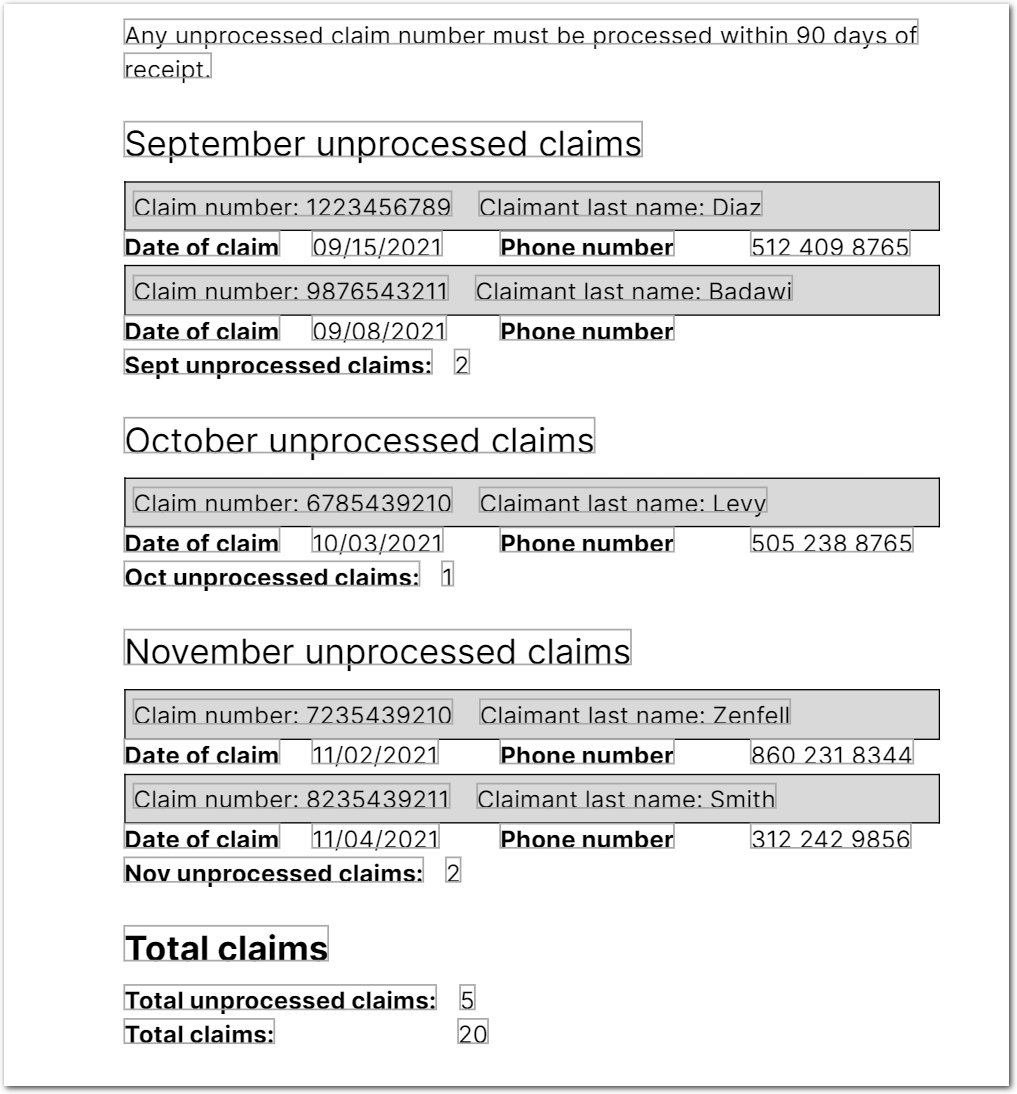 Any unprocessed claim number must be processed within 90 days of
receipt.
September unprocessed claims
Claim number: 1223456789 Claimant last name: Diaz
Date of claim 09/15/2021 Phone number 512 409 8765
Claim number: 9876543211 Claimant last name: Badawi
Date of claim 09/08/2021 Phone number
Sept unprocessed claims: 2
October unprocessed claims
Claim number: 6785439210 Claimant last name: Levy
Date of claim 10/03/2021 Phone number 505 238 8765
Oct unprocessed claims: 1
November unprocessed claims
Claim number: 7235439210 Claimant last name: Zenfell
Date of claim 11/02/2021 Phone number 860 231 8344
Claim number: 8235439211 Claimant last name: Smith
Date of claim 11/04/2021 Phone number 312 242 9856
Nov unprocessed claims: 2
Total claims
Total unprocessed claims: 5
Total claims: 20